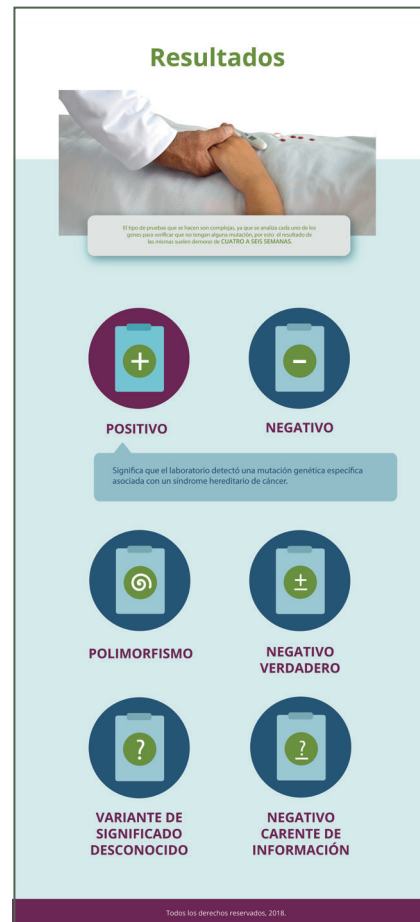 Resultados
El tipo de pruebas que se hacen son complejas, ya que se analiza cada uno de los
genes para verificar que no tengan alguna mutación, por esto el resultado de
las mismas suelen demorar de CUATRO A SEIS SEMANAS.
+
−
POSITIVO
NEGATIVO
Significa que el laboratorio detectó una mutación genética específica
asociada con un síndrome hereditario de cáncer.
±
POLIMORFISMO
NEGATIVO
VERDADERO
?
?
VARIANTE DE
SIGNIFICADO
DESCONOCIDO
NEGATIVO
CARENTE DE
INFORMACIÓN
Todos los derechos reservados, 2018.